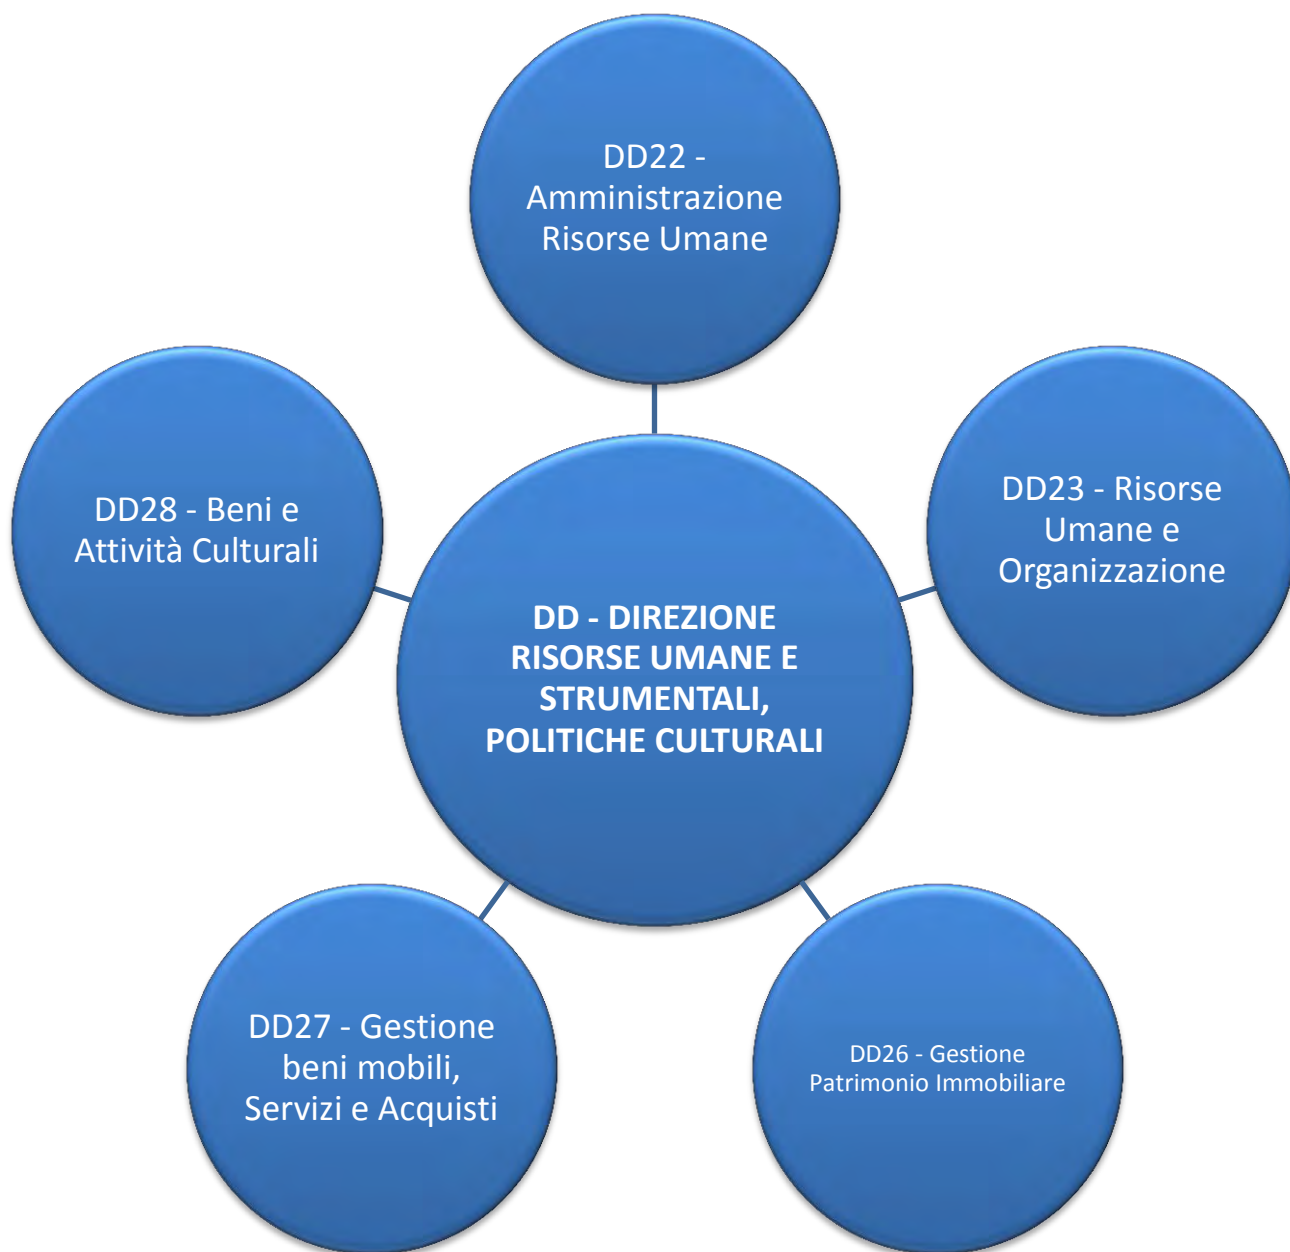 DD22 -
Amministrazione
Risorse Umane
DD28 - Beni e
Attività Culturali
DD23 - Risorse
Umane e
Organizzazione
DD - DIREZIONE
RISORSE UMANE E
STRUMENTALI,
POLITICHE CULTURALI
DD27 - Gestione
beni mobili,
Servizi e Acquisti
DD26 - Gestione
Patrimonio Immobiliare